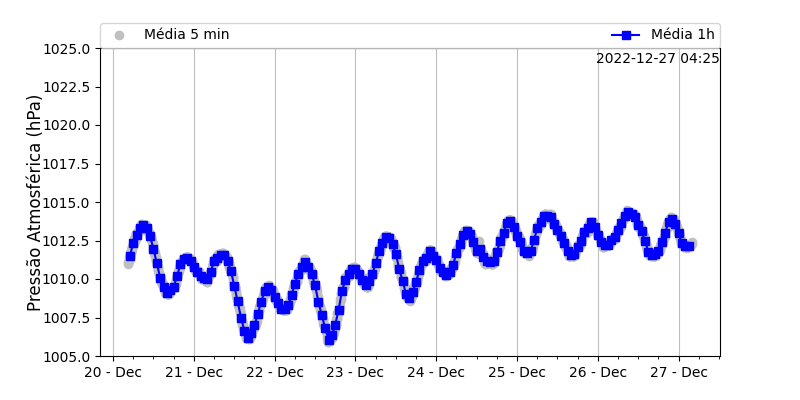 Média 5 min
Média 1h
2022-12-27 04:25
Pressão Atmosférica (hPa)
1025.0
1022.5
1020.0
1017.5
1015.0
1012.5
1010.0
1007.5
1005.0
20 - Dec
21 - Dec
22 - Dec
23 - Dec
24 - Dec
25 - Dec
26 - Dec
27 - Dec